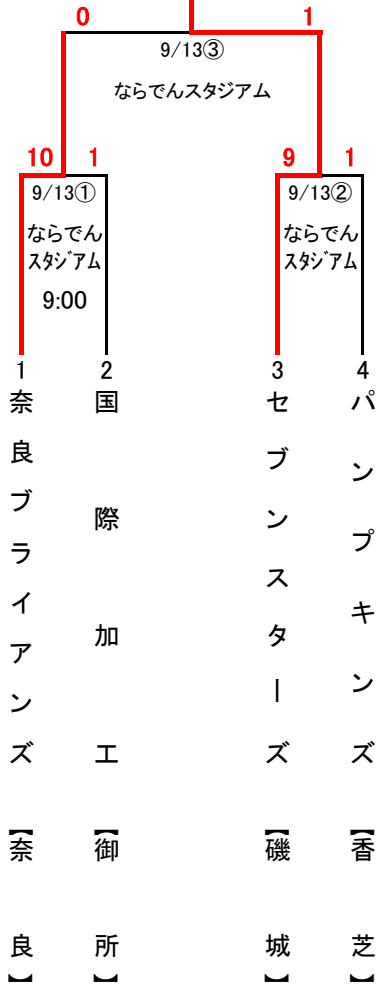 0 1
9/13③
ならでんスタジアム
10 1
9/13①
ならでん
スタジアム
9:00
9 1
9/13②
ならでん
スタジアム
1
奈良ブライアンズ【奈良】
2
国際加工【御所】
3
セブンスターズ【磯城】
4
パンプキンズ【香芝】